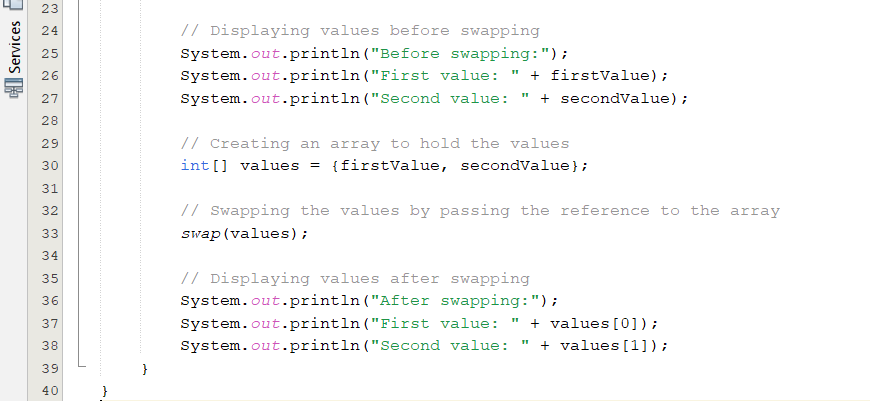 Services
23
24 // Displaying values before swapping
25 System.out.println("Before swapping:");
26 System.out.println("First value: " + firstValue);
27 System.out.println("Second value: " + secondValue);
28
29 // Creating an array to hold the values
30 int[] values = {firstValue, secondValue};
31
32 // Swapping the values by passing the reference to the array
33 swap(values);
34
35 // Displaying values after swapping
36 System.out.println("After swapping:");
37 System.out.println("First value: " + values[0]);
38 System.out.println("Second value: " + values[1]);
39 }
40 }